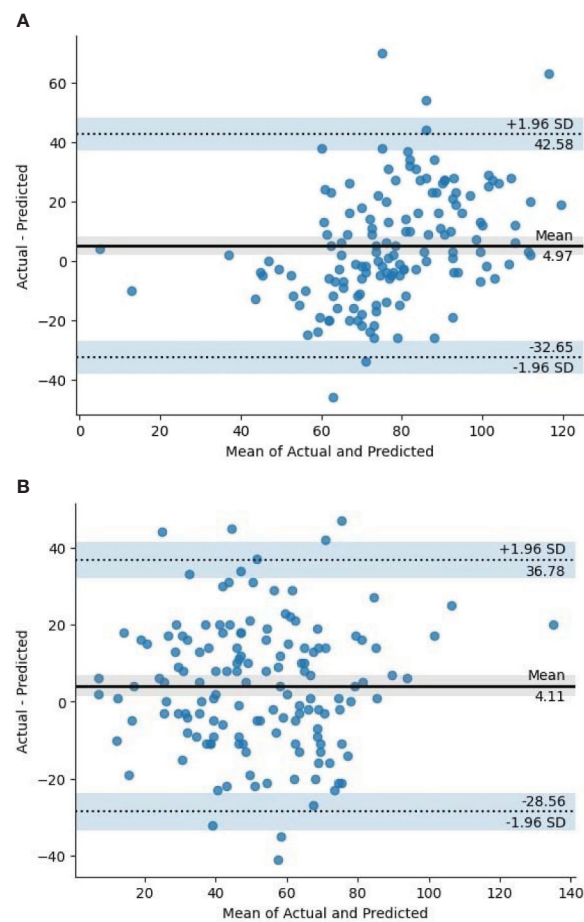 A
60
40
20
0
−20
−40
Actual - Predicted
+1.96 SD
42.58
Mean
4.97
-32.65
-1.96 SD
0 20 40 60 80 100 120
Mean of Actual and Predicted
B
40
20
0
−20
−40
Actual - Predicted
+1.96 SD
36.78
Mean
4.11
-28.56
-1.96 SD
20 40 60 80 100 120 140
Mean of Actual and Predicted